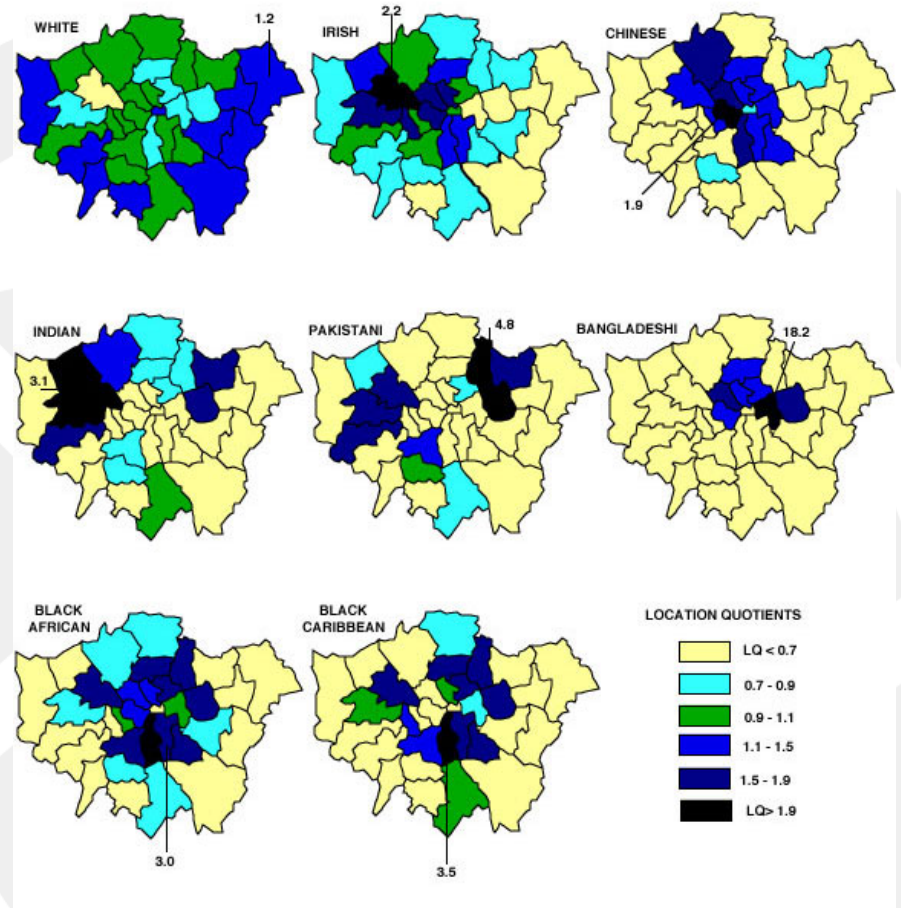 WHITE
1.2
IRISH
2.2
CHINESE
1.9
INDIAN
3.1
PAKISTANI
4.8
BANGLADESHI
18.2
BLACK
AFRICAN
3.0
BLACK
CARIBBEAN
3.5
LOCATION QUOTIENTS
LQ < 0.7
0.7 - 0.9
0.9 - 1.1
1.1 - 1.5
1.5 - 1.9
LQ> 1.9